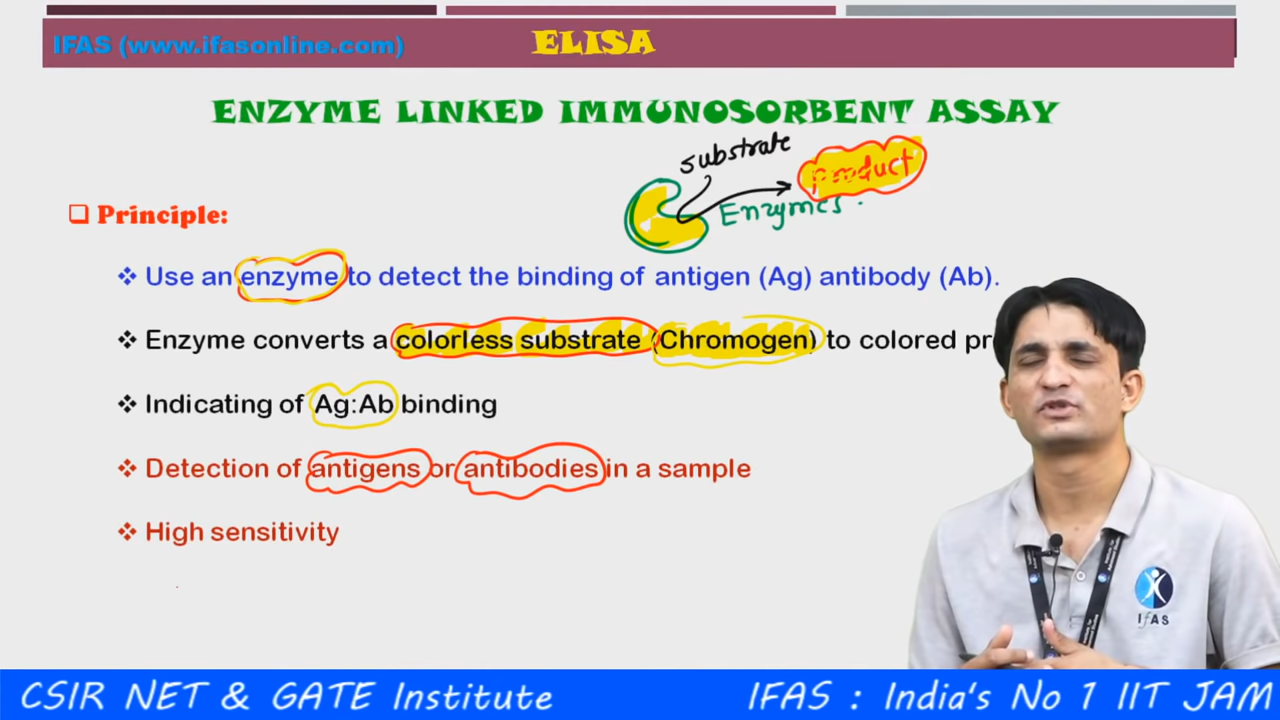 IFAS (www.ifasonline.com)
ELISA
ENZYME LINKED IMMUNOSORBENT ASSAY
substrate
product
Enzymes
Principle:
Use an enzyme to detect the binding of antigen (Ag) antibody (Ab).
Enzyme converts a colorless substrate (Chromogen) to colored
Indicating of Ag:Ab binding
Detection of antigens or antibodies in a sample
High sensitivity
IFAS
CSIR NET & GATE Institute
IFAS : India's No 1 IIT JAM